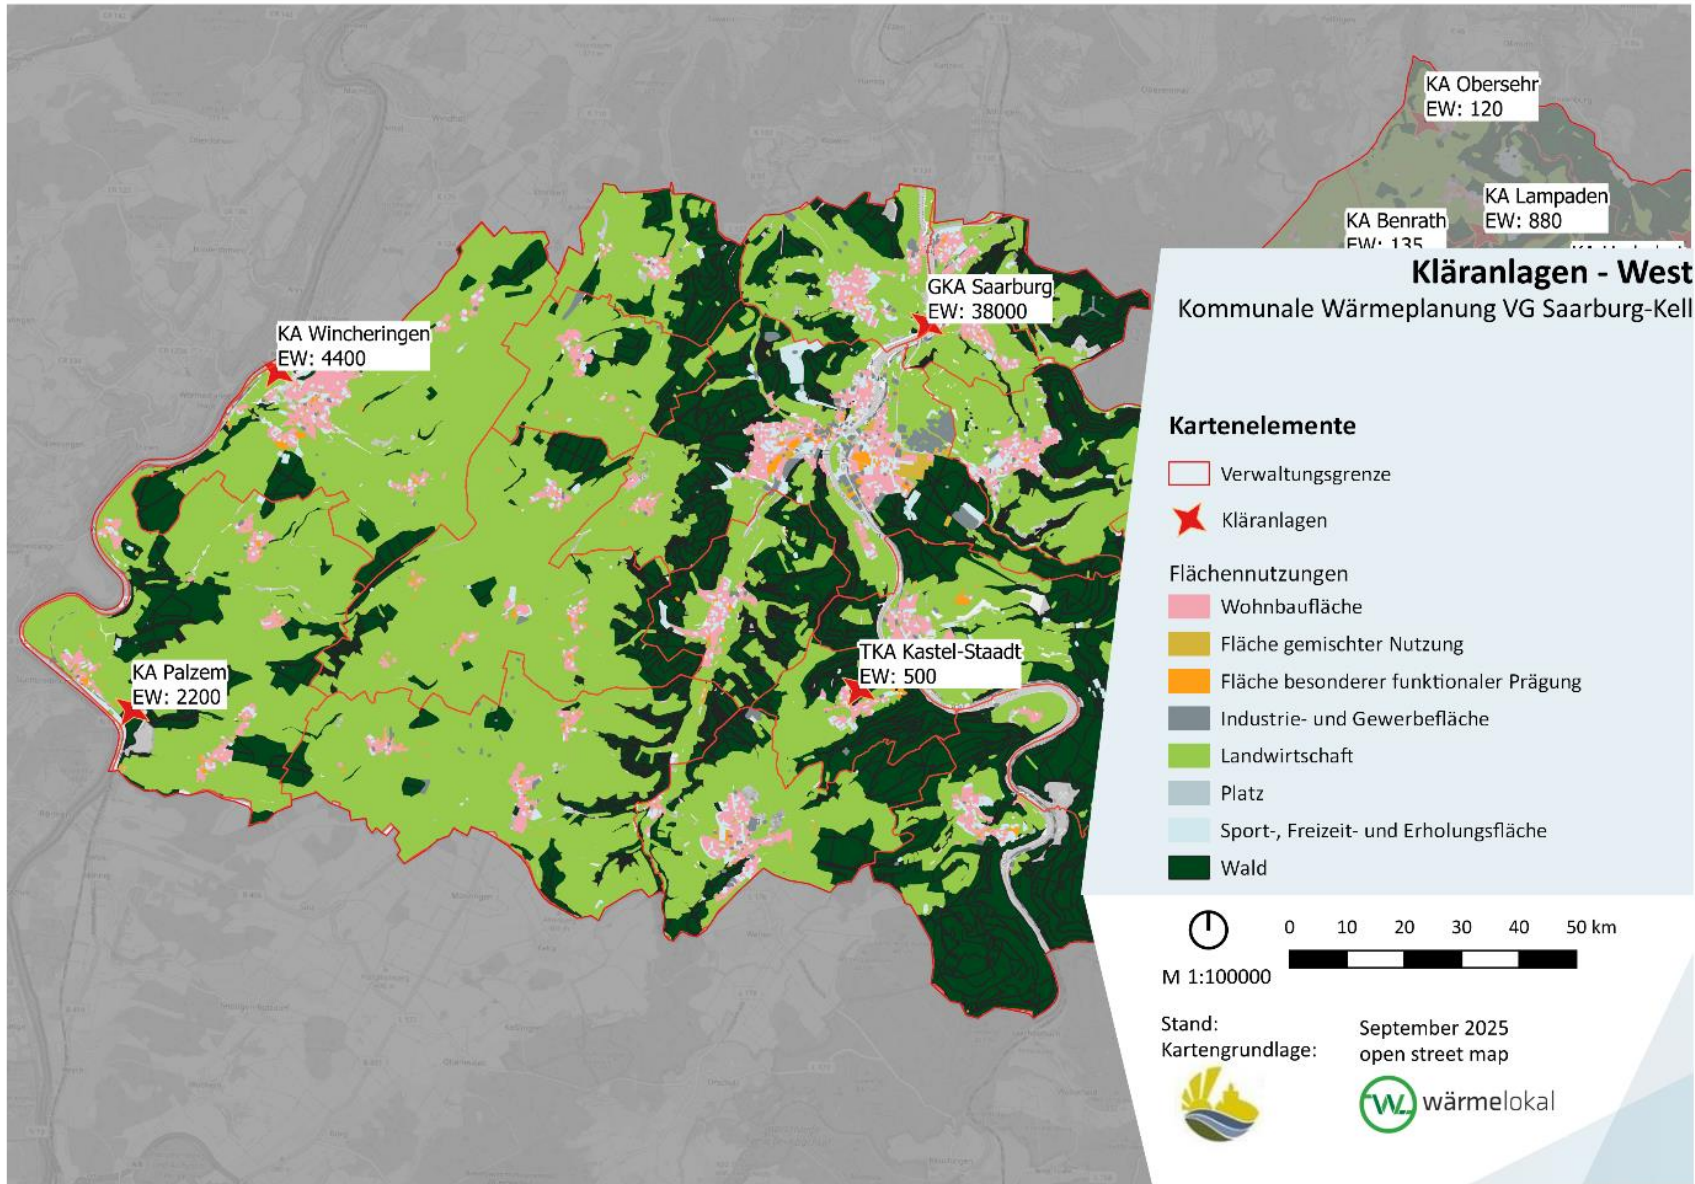 KA Obersehr
EW: 120
KA Lampaden
EW: 880
KA Benrath
EW: 135
GKA Saarburg
EW: 38000
KA Wincheringen
EW: 4400
TKA Kastel-Staadt
EW: 500
KA Palzem
EW: 2200
Kläranlagen - West
Kommunale Wärmeplanung VG Saarburg-Kell
Kartenelemente
Verwaltungsgrenze
Kläranlagen
Flächennutzungen
Wohnbaufläche
Fläche gemischter Nutzung
Fläche besonderer funktionaler Prägung
Industrie- und Gewerbefläche
Landwirtschaft
Platz
Sport-, Freizeit- und Erholungsfläche
Wald
0 10 20 30 40 50 km
M 1:100000
Stand: September 2025
Kartengrundlage: open street map
WL wärmelokal